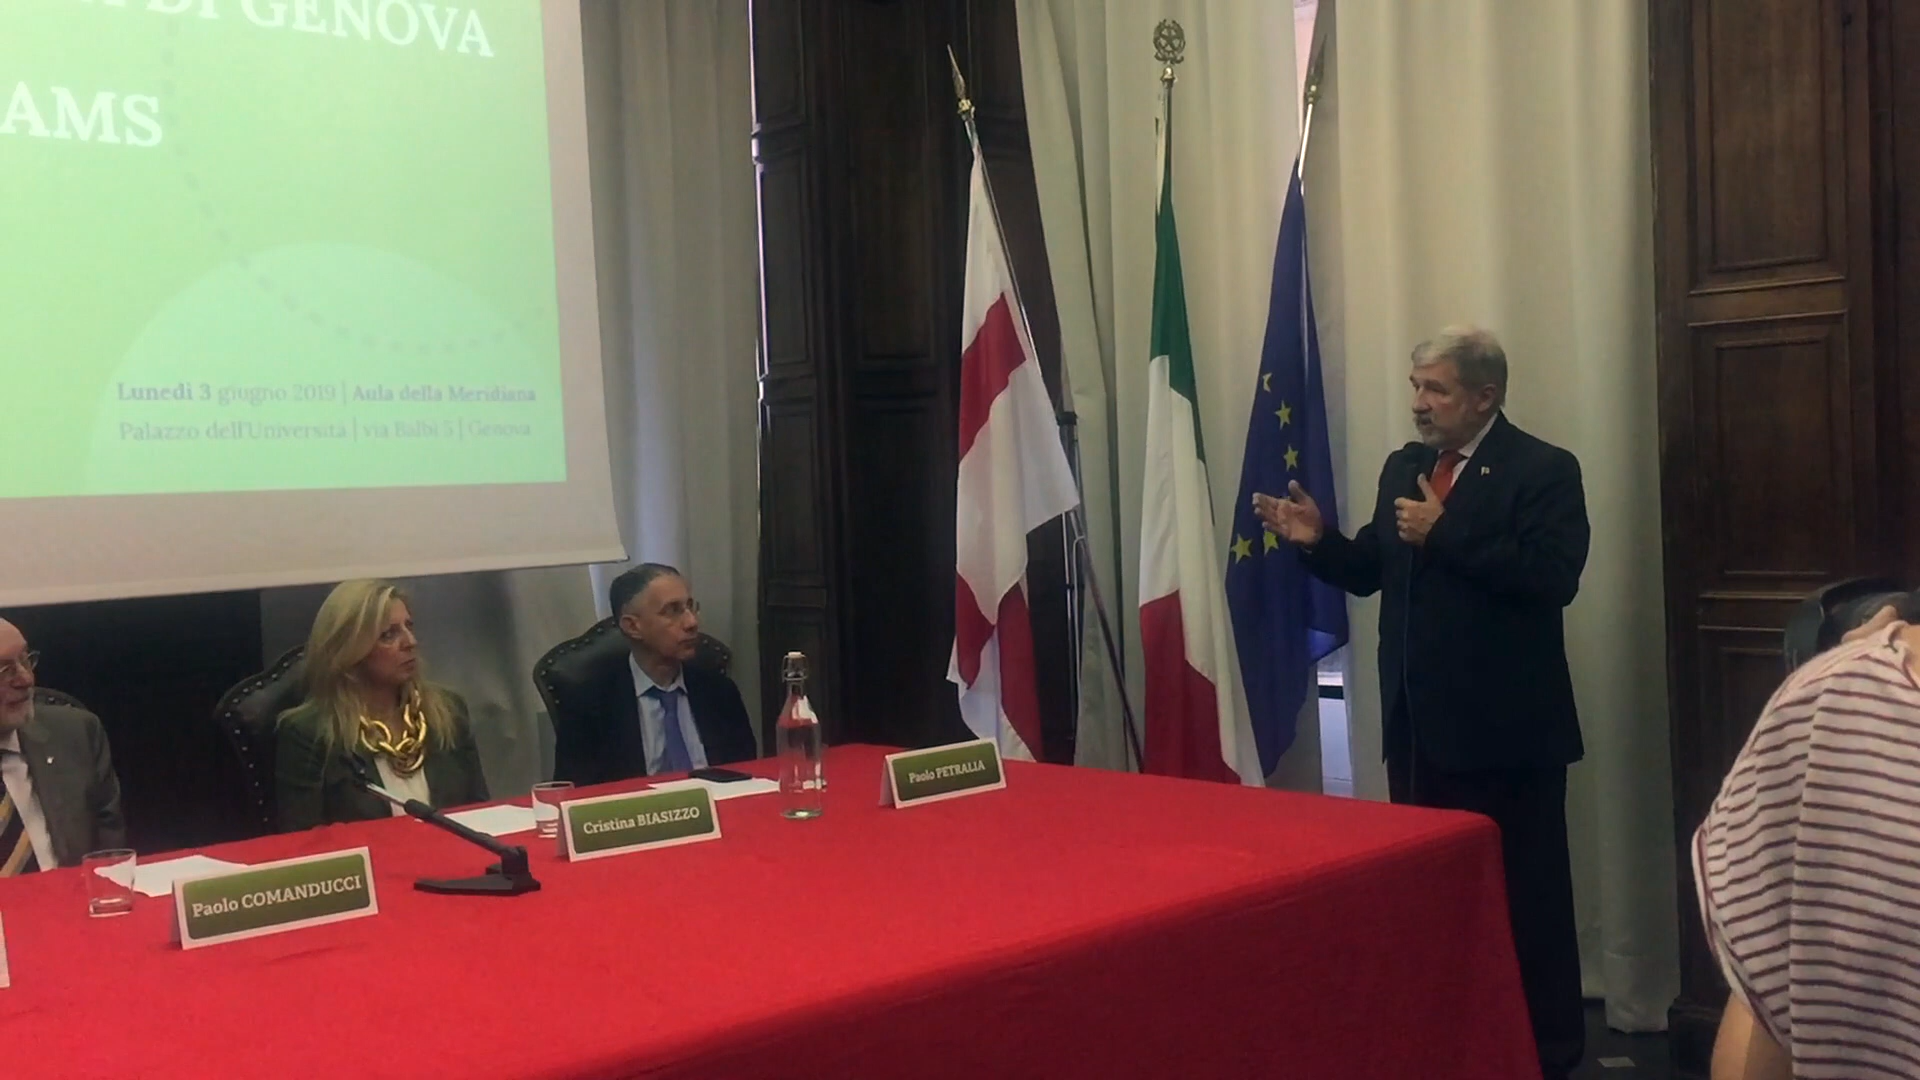 DI GENOVA
AMS
Lunedì 3 giugno 2019 | Aula della Meridiana
Palazzo dell'Università | via Balbi 5 | Genova
Paolo COMANDUCCI
Cristina BIASIZZO
Paolo PETRALIA